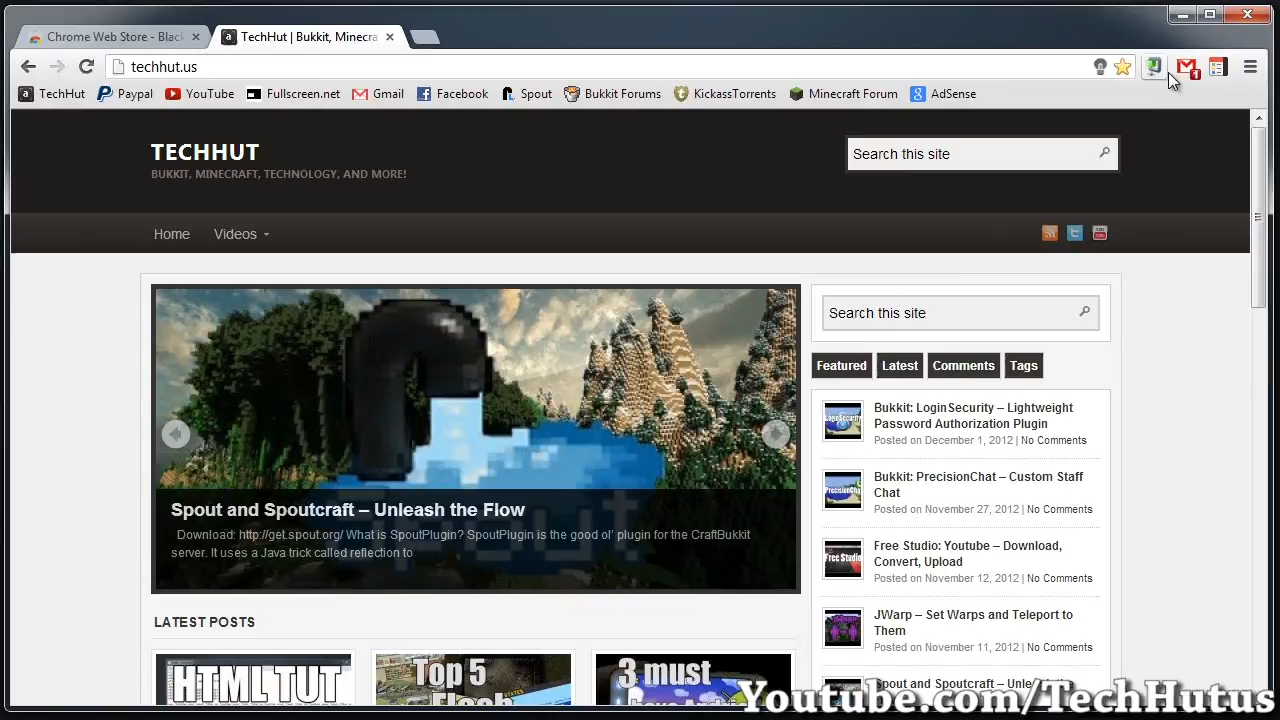 Chrome Web Store - Black
TechHut | Bukkit, Minecra
techhut.us
1
TechHut
Paypal
YouTube
Fullscreen.net
Gmail
Facebook
Spout
Bukkit Forums
KickassTorrents
Minecraft Forum
AdSense
TECHHUT
BUKKIT, MINECRAFT, TECHNOLOGY, AND MORE!
Search this site
Home
Videos
Spout and Spoutcraft – Unleash the Flow
Download: http://get.spout.org/ What is SpoutPlugin? SpoutPlugin is the good ol' plugin for the CraftBukkit
server. It uses a Java trick called reflection to
LATEST POSTS
HTML TUT
Top 5
Flash
3 must
Search this site
Featured
Latest
Comments
Tags
Bukkit: LoginSecurity – Lightweight
Password Authorization Plugin
Posted on December 1, 2012 | No Comments
Bukkit: PrecisionChat – Custom Staff
Chat
Posted on November 27, 2012 | No Comments
Free Studio: Youtube – Download,
Convert, Upload
Posted on November 12, 2012 | No Comments
JWarp – Set Warps and Teleport to
Them
Posted on November 11, 2012 | No Comments
Spout and Spoutcraft – Unleash the
Youtube.com/TechHutus